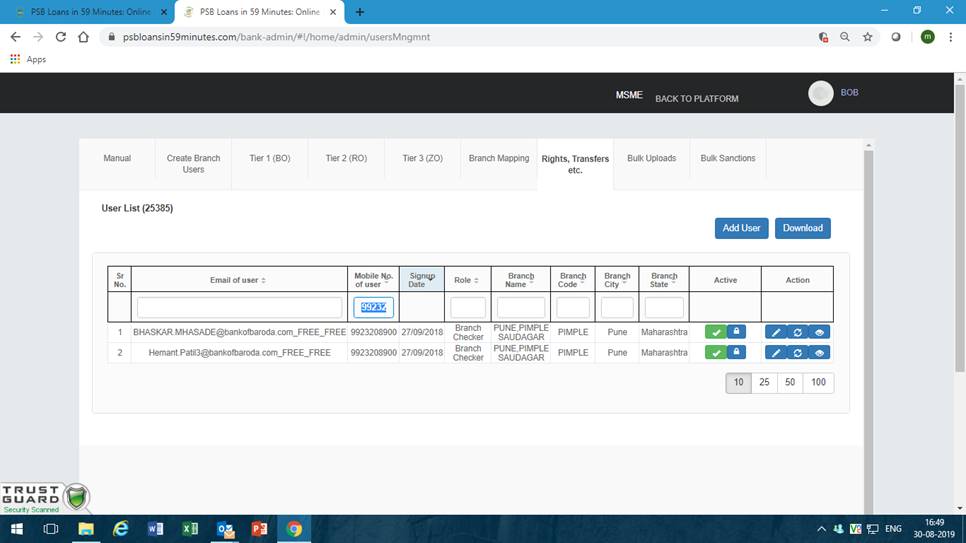 PSB Loans in 59 Minutes: Online
PSB Loans in 59 Minutes: Online
psbloansin59minutes.com/bank-admin/#!/home/admin/usersMngmnt
m
Apps
MSME
BACK TO PLATFORM
BOB
Manual
Create Branch
Users
Tier 1 (BO)
Tier 2 (RO)
Tier 3 (ZO)
Branch Mapping
Rights, Transfers
etc.
Bulk Uploads
Bulk Sanctions
User List (25385)
Add User
Download
Sr
No.
Email of user
Mobile No.
of user
Signup
Date
Role
Branch
Name
Branch
Code
Branch
City
Branch
State
Active
Action
99232
1 BHASKAR.MHASADE@bankofbaroda.com_FREE_FREE 9923208900 27/09/2018 Branch Checker PUNE,PIMPLE SAUDAGAR PIMPLE Pune Maharashtra
2 Hemant.Patil3@bankofbaroda.com_FREE_FREE 9923208900 27/09/2018 Branch Checker PUNE,PIMPLE SAUDAGAR PIMPLE Pune Maharashtra
10 25 50 100
TRUST
GUARD
Security Scanned
ENG
16:49
30-08-2019